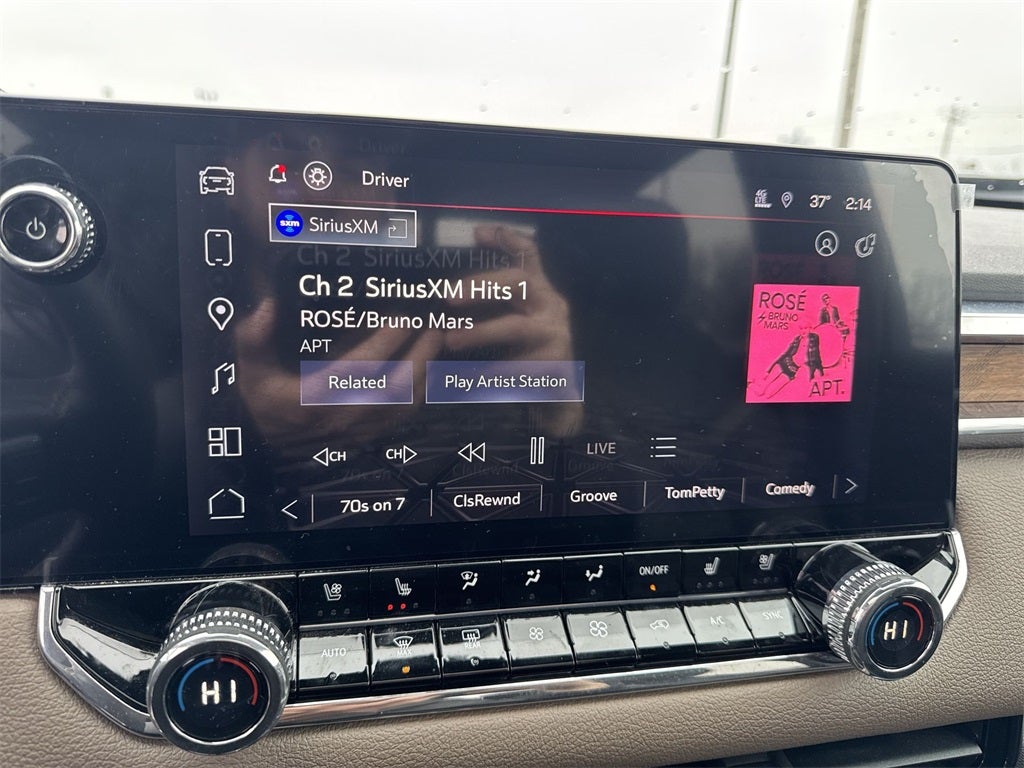 Driver
4G LTE 37° 2:14
sxm SiriusXM
Ch 2 SiriusXM Hits 1
ROSÉ/Bruno Mars
APT
Related Play Artist Station
ROSÉ
BRUNO
MARS
APT.
CH CH LIVE
70s on 7 ClsRewnd Groove TomPetty Comedy
ON/OFF
AUTO MAX REAR A/C SYNC
HI HI